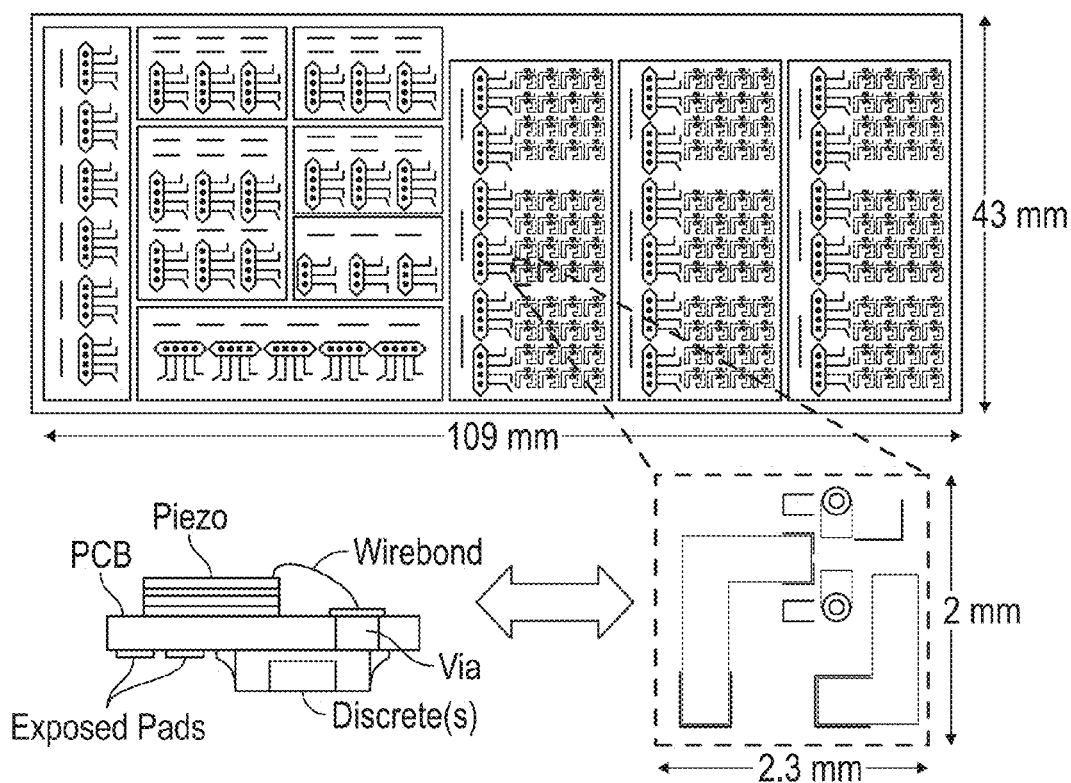 43 mm
109 mm
Piezo
PCB
Wirebond
2 mm
Via
Exposed Pads
Discrete(s)
2.3 mm